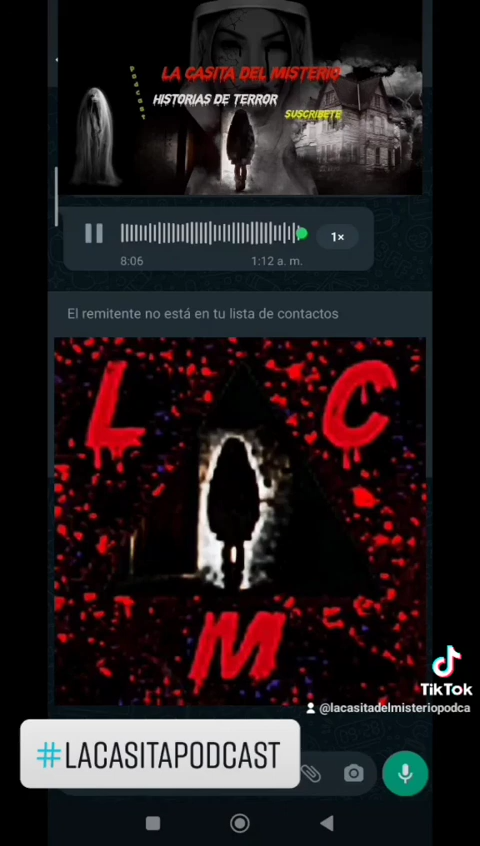 LA CASITA DEL MISTERIO
HISTORIAS DE TERROR
SUSCRIBETE
1×
8:06
1:12 a. m.
El remitente no está en tu lista de contactos
L C
M
TikTok
@lacasitadelmisteriopodca
#LACASITAPODCAST